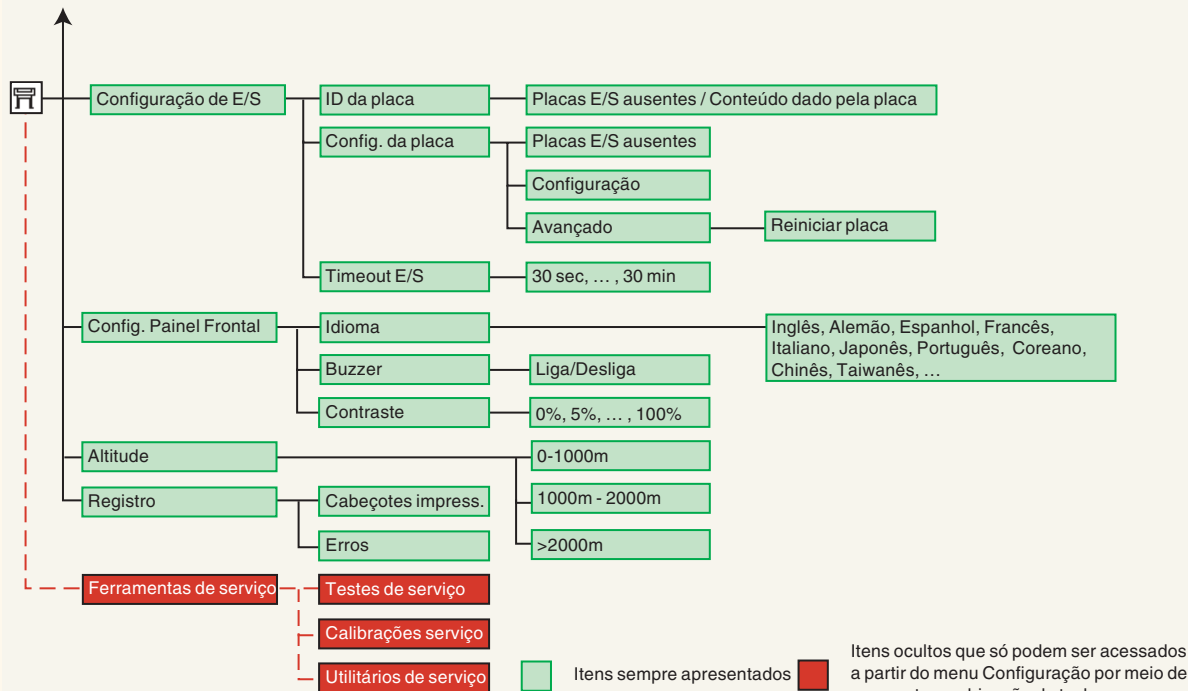 Configuração de E/S
ID da placa
Placas E/S ausentes / Conteúdo dado pela placa
Config. da placa
Placas E/S ausentes
Configuração
Avançado
Reiniciar placa
Timeout E/S
30 sec, ... , 30 min
Config. Painel Frontal
Idioma
Inglês, Alemão, Espanhol, Francês,
Italiano, Japonês, Português, Coreano,
Chinês, Taiwanês, ...
Buzzer
Liga/Desliga
Contraste
0%, 5%, ... , 100%
Altitude
0-1000m
1000m - 2000m
>2000m
Registro
Cabeçotes impress.
Erros
Ferramentas de serviço
Testes de serviço
Calibrações serviço
Utilitários de serviço
Itens sempre apresentados
Itens ocultos que só podem ser acessados
a partir do menu Configuração por meio de